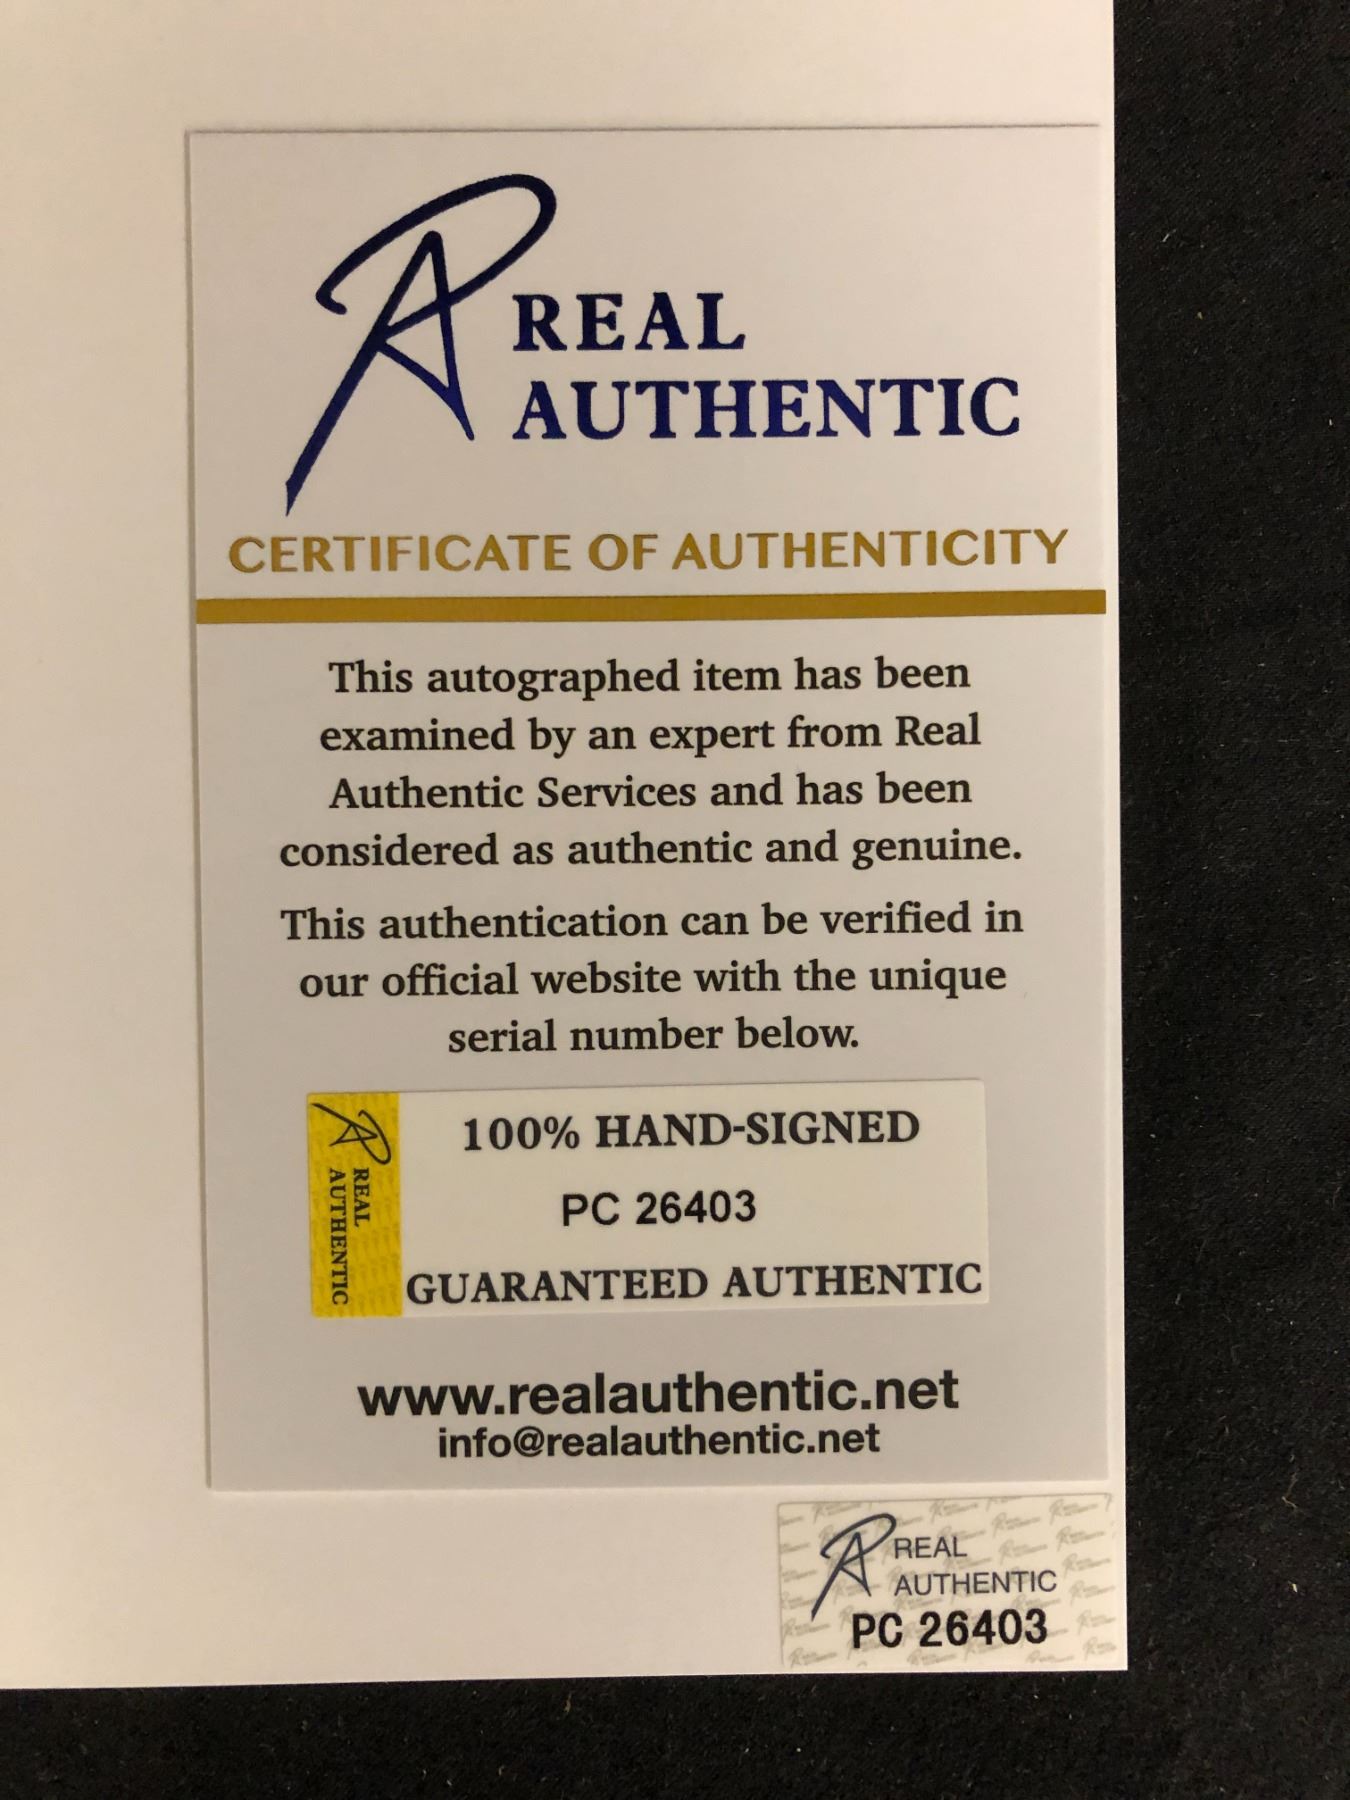 REAL
AUTHENTIC
CERTIFICATE OF AUTHENTICITY
This autographed item has been
examined by an expert from Real
Authentic Services and has been
considered as authentic and genuine.
This authentication can be verified in
our official website with the unique
serial number below.
REAL
AUTHENTIC
100% HAND-SIGNED
PC 26403
GUARANTEED AUTHENTIC
www.realauthentic.net
info@realauthentic.net
REAL
AUTHENTIC
PC 26403